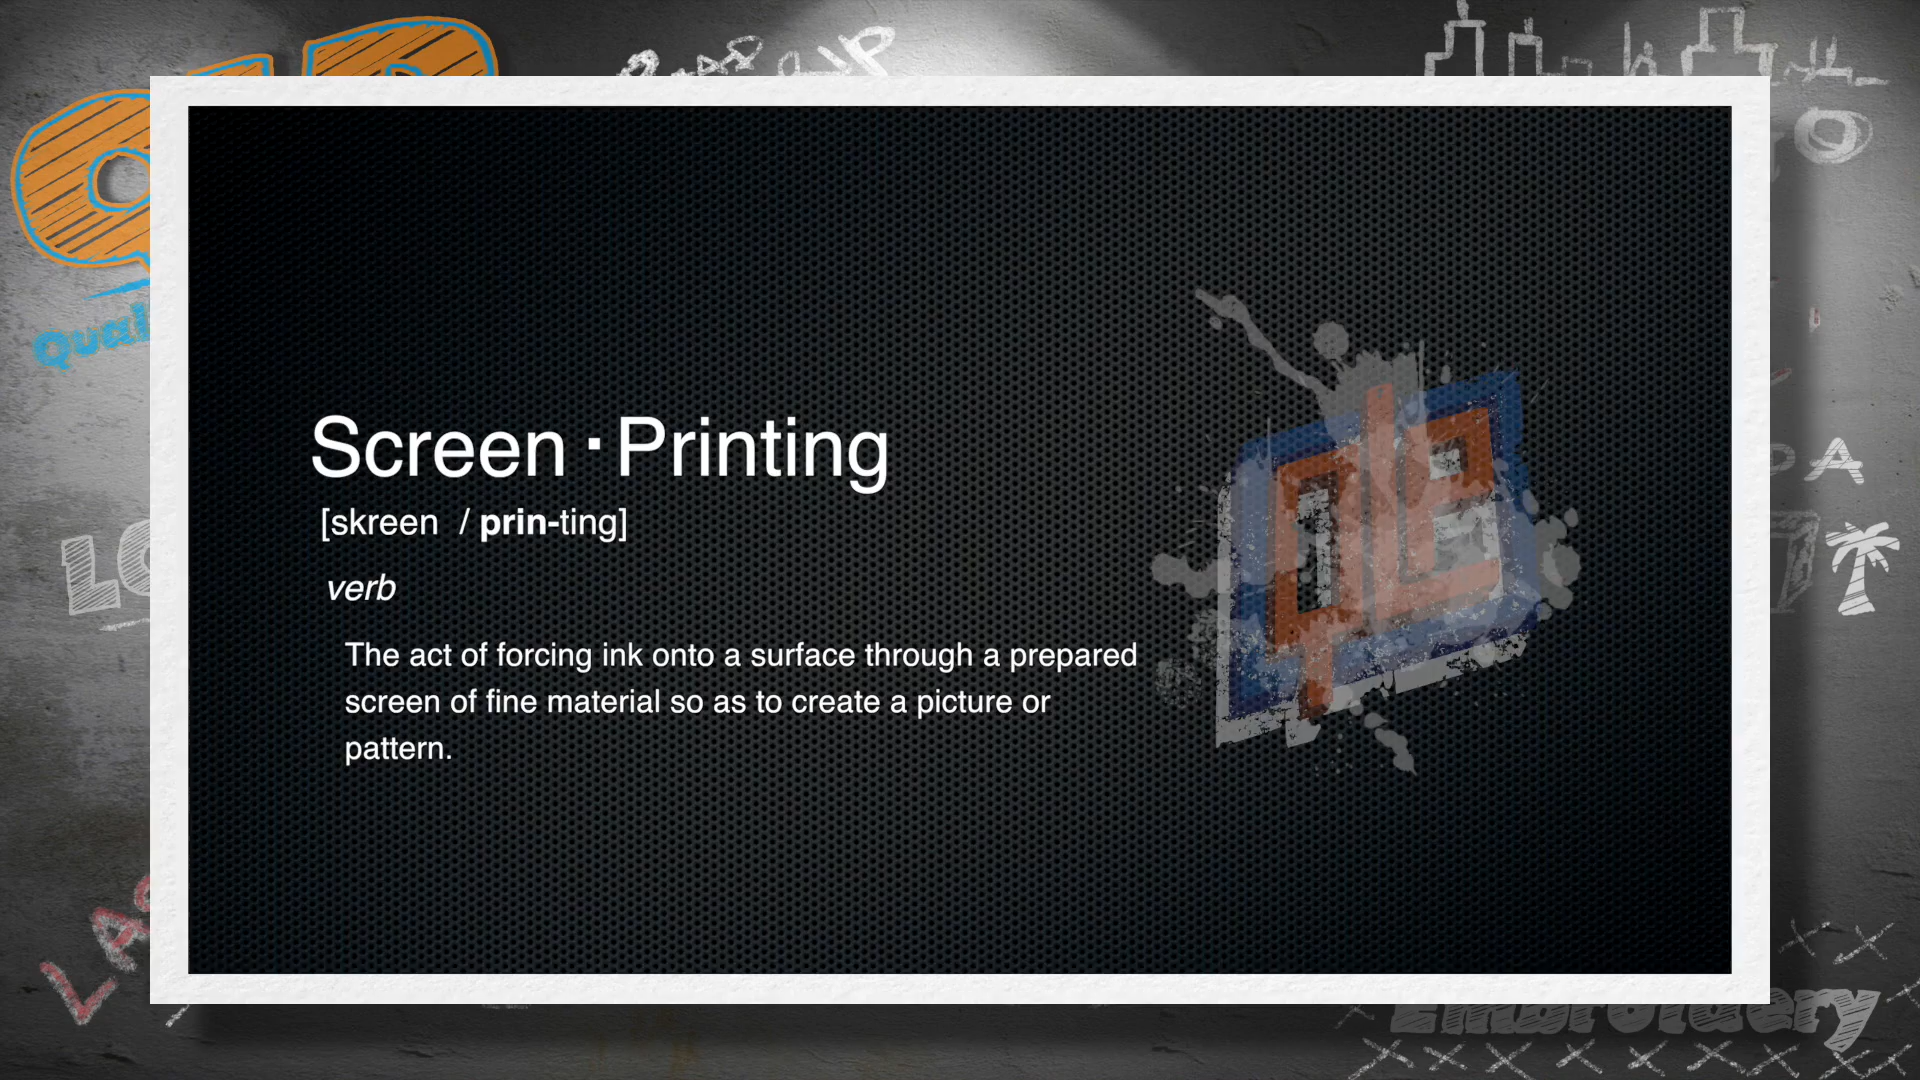 Screen · Printing
[skreen / prin-ting]
verb
The act of forcing ink onto a surface through a prepared
screen of fine material so as to create a picture or
pattern.
Embroidery